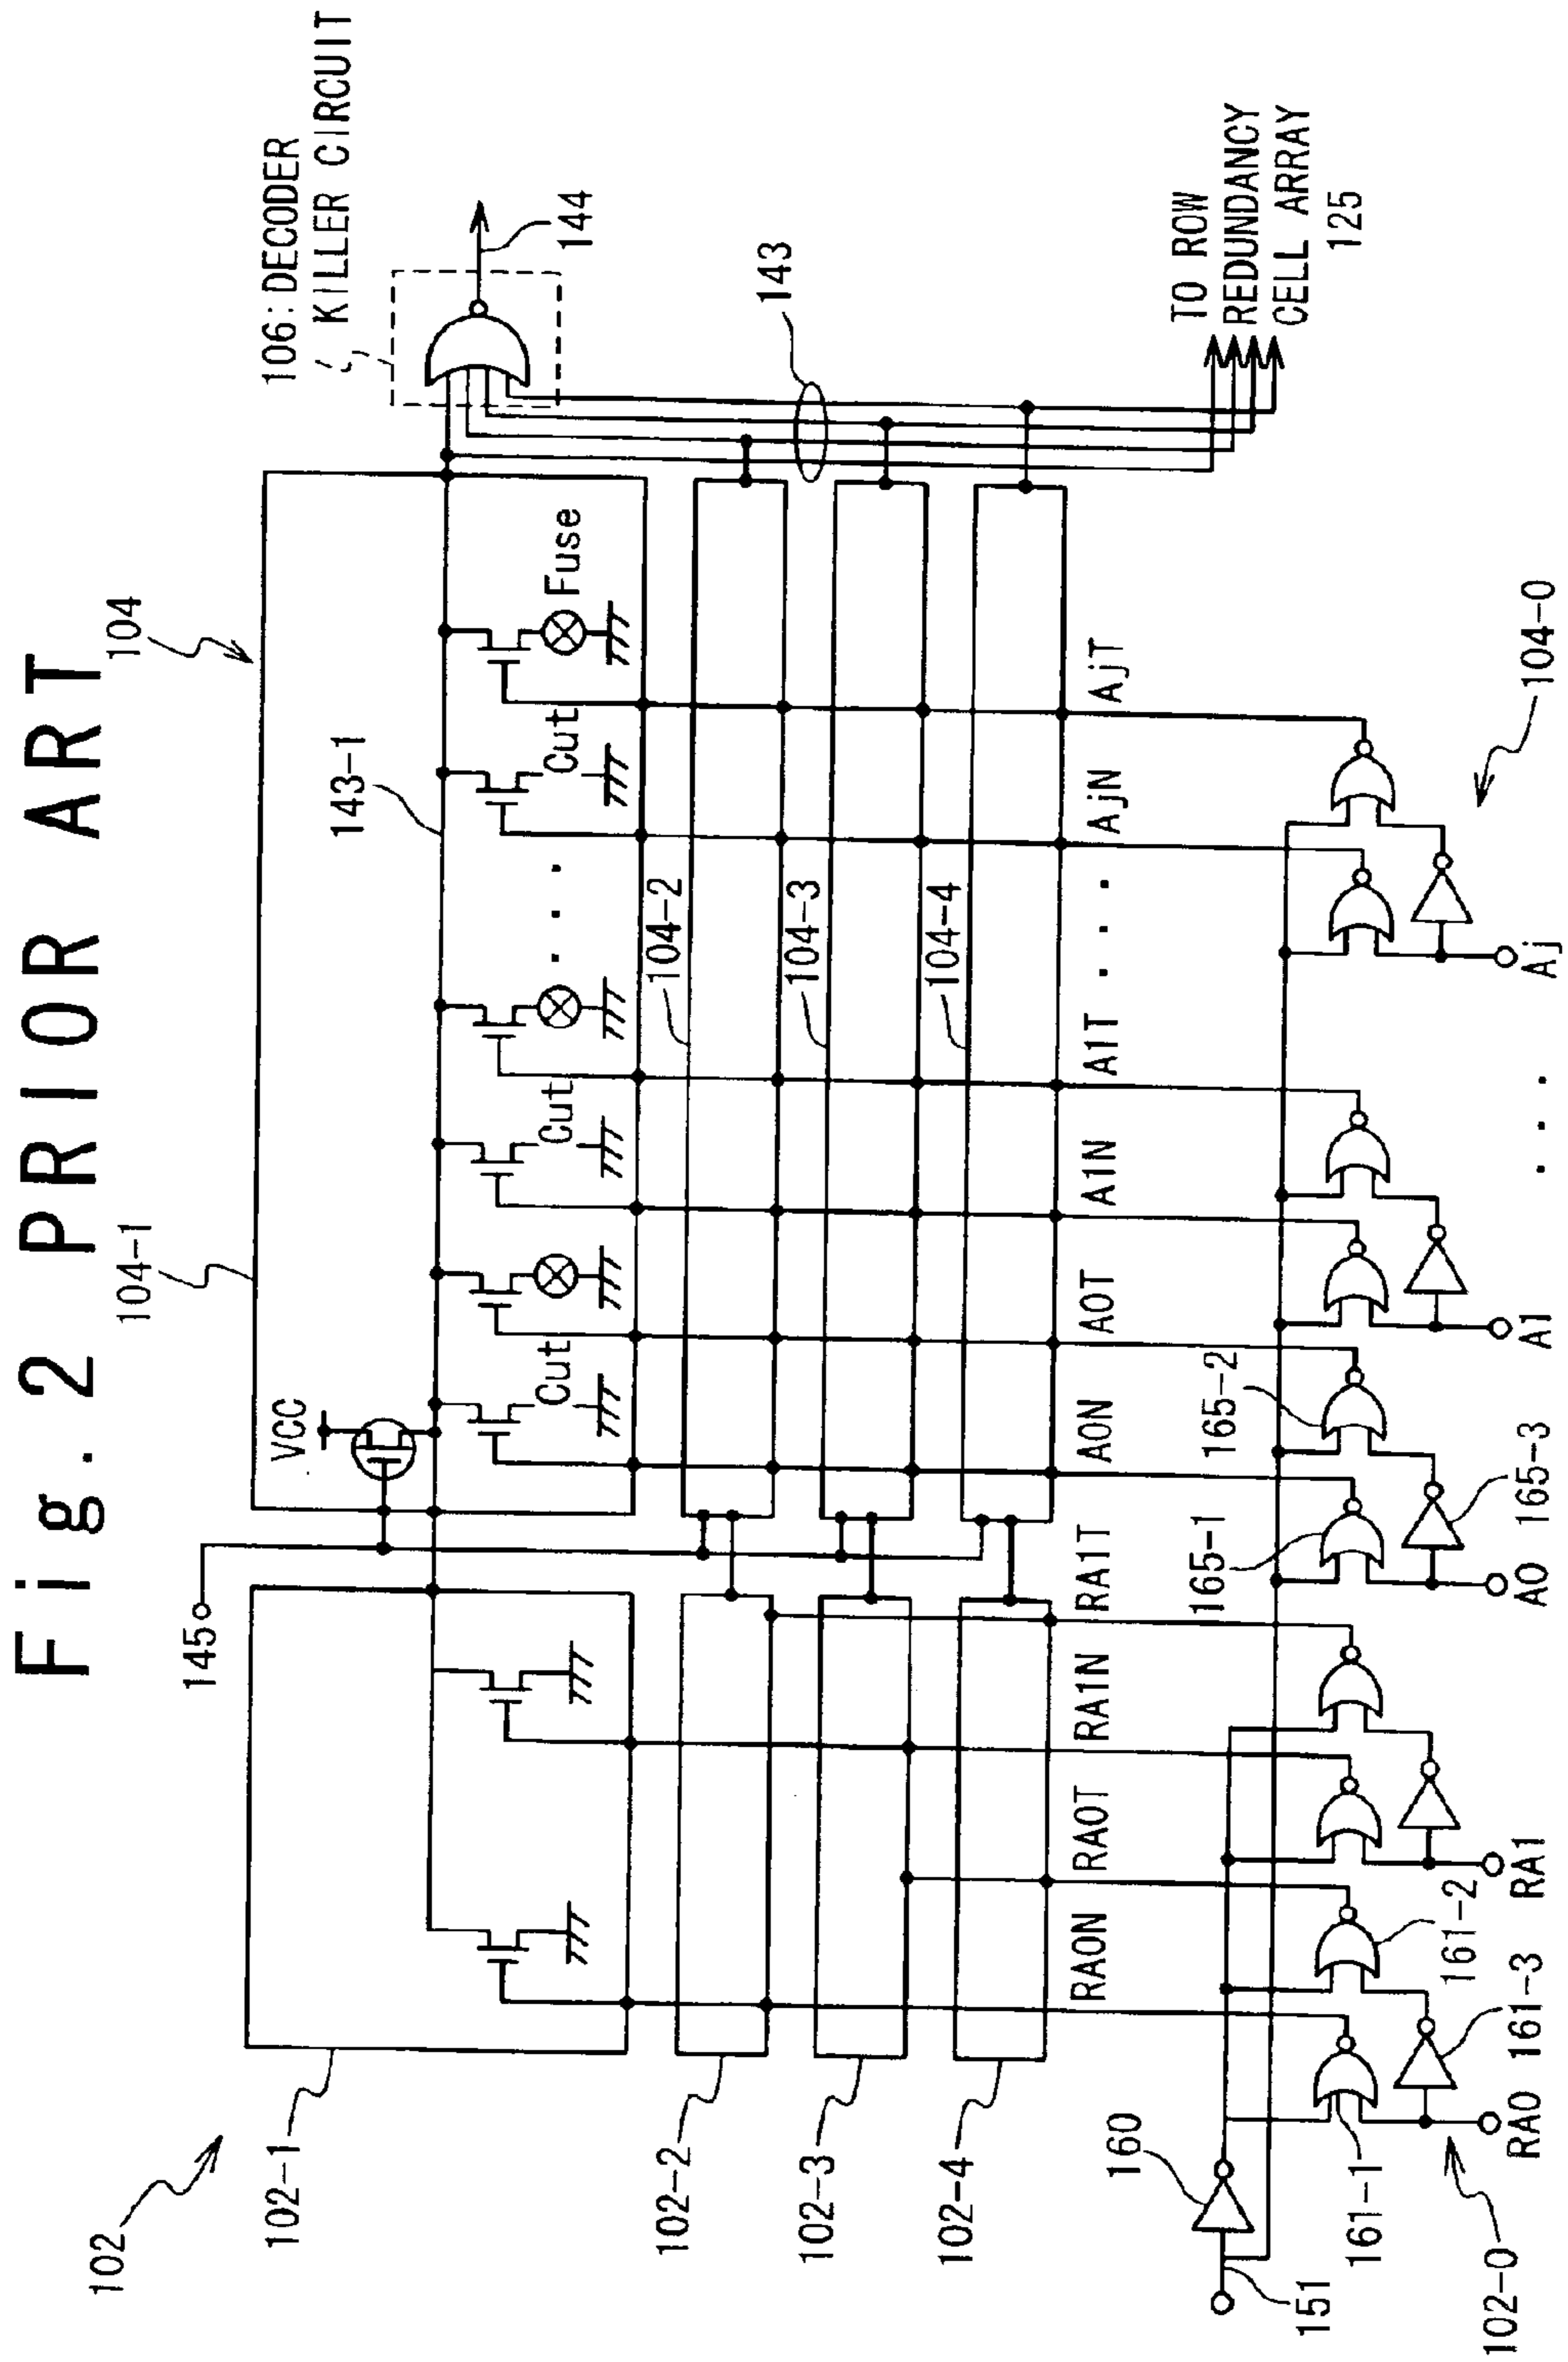 Fig. 2 PRIOR ART
106:DECODER
KILLER CIRCUIT
144
104
104-1
143-1
143
145
VCC
Cut
Cut
Cut
Fuse
. . .
102
102-1
102-2
102-3
102-4
104-2
104-3
104-4
TO ROW
REDUNDANCY
CELL ARRAY
125
RA0N
RA0T
RA1N
RA1T
A0N
A0T
A1N
A1T
. . .
AjN
AjT
160
151
161-1
161-2
161-3
165-1
165-2
165-3
102-0
104-0
RA0
RA1
A0
A1
. . .
Aj